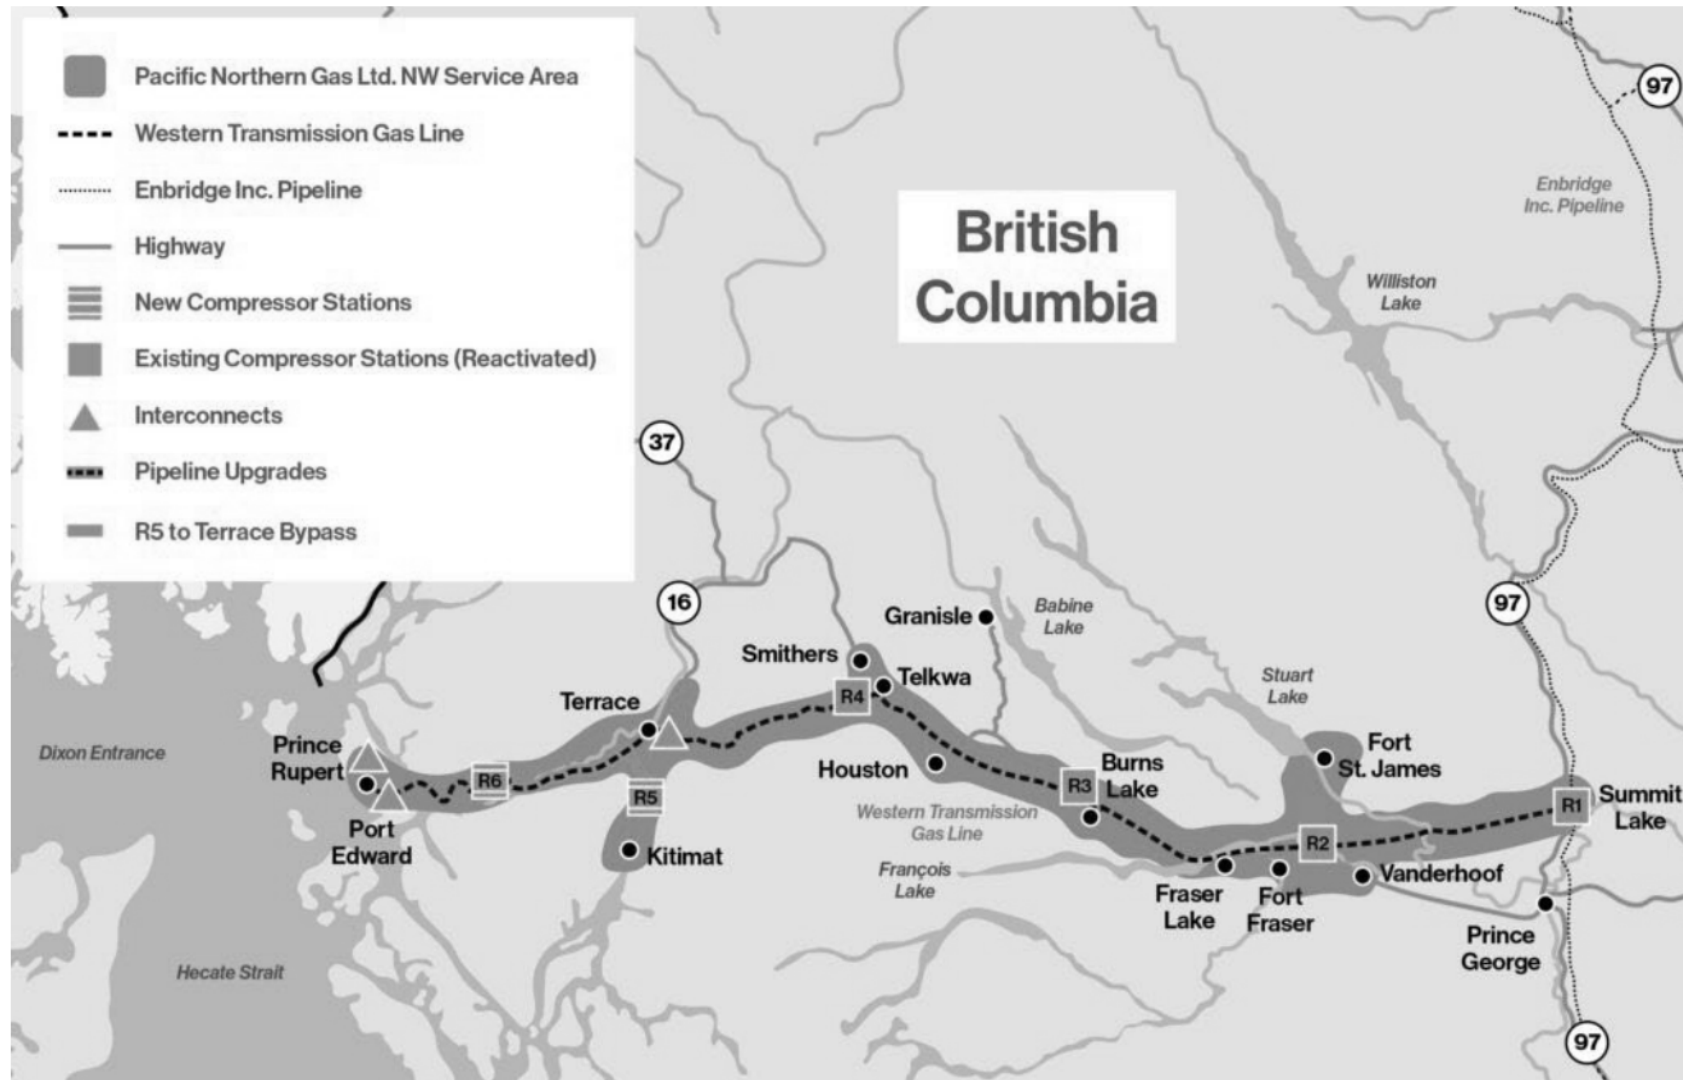 Pacific Northern Gas Ltd. NW Service Area
Western Transmission Gas Line
Enbridge Inc. Pipeline
Highway
New Compressor Stations
Existing Compressor Stations (Reactivated)
Interconnects
Pipeline Upgrades
R5 to Terrace Bypass
British
Columbia
97
Enbridge
Inc. Pipeline
Williston
Lake
37
16
97
Granisle
Babine
Lake
Smithers
Telkwa
R4
Stuart
Lake
Terrace
Dixon Entrance
Prince
Rupert
R6
R5
Houston
R3
Burns
Lake
Fort
St. James
R1
Summit
Lake
Port
Edward
Kitimat
Western Transmission
Gas Line
R2
François
Lake
Fraser
Lake
Fort
Fraser
Vanderhoof
Prince
George
Hecate Strait
97